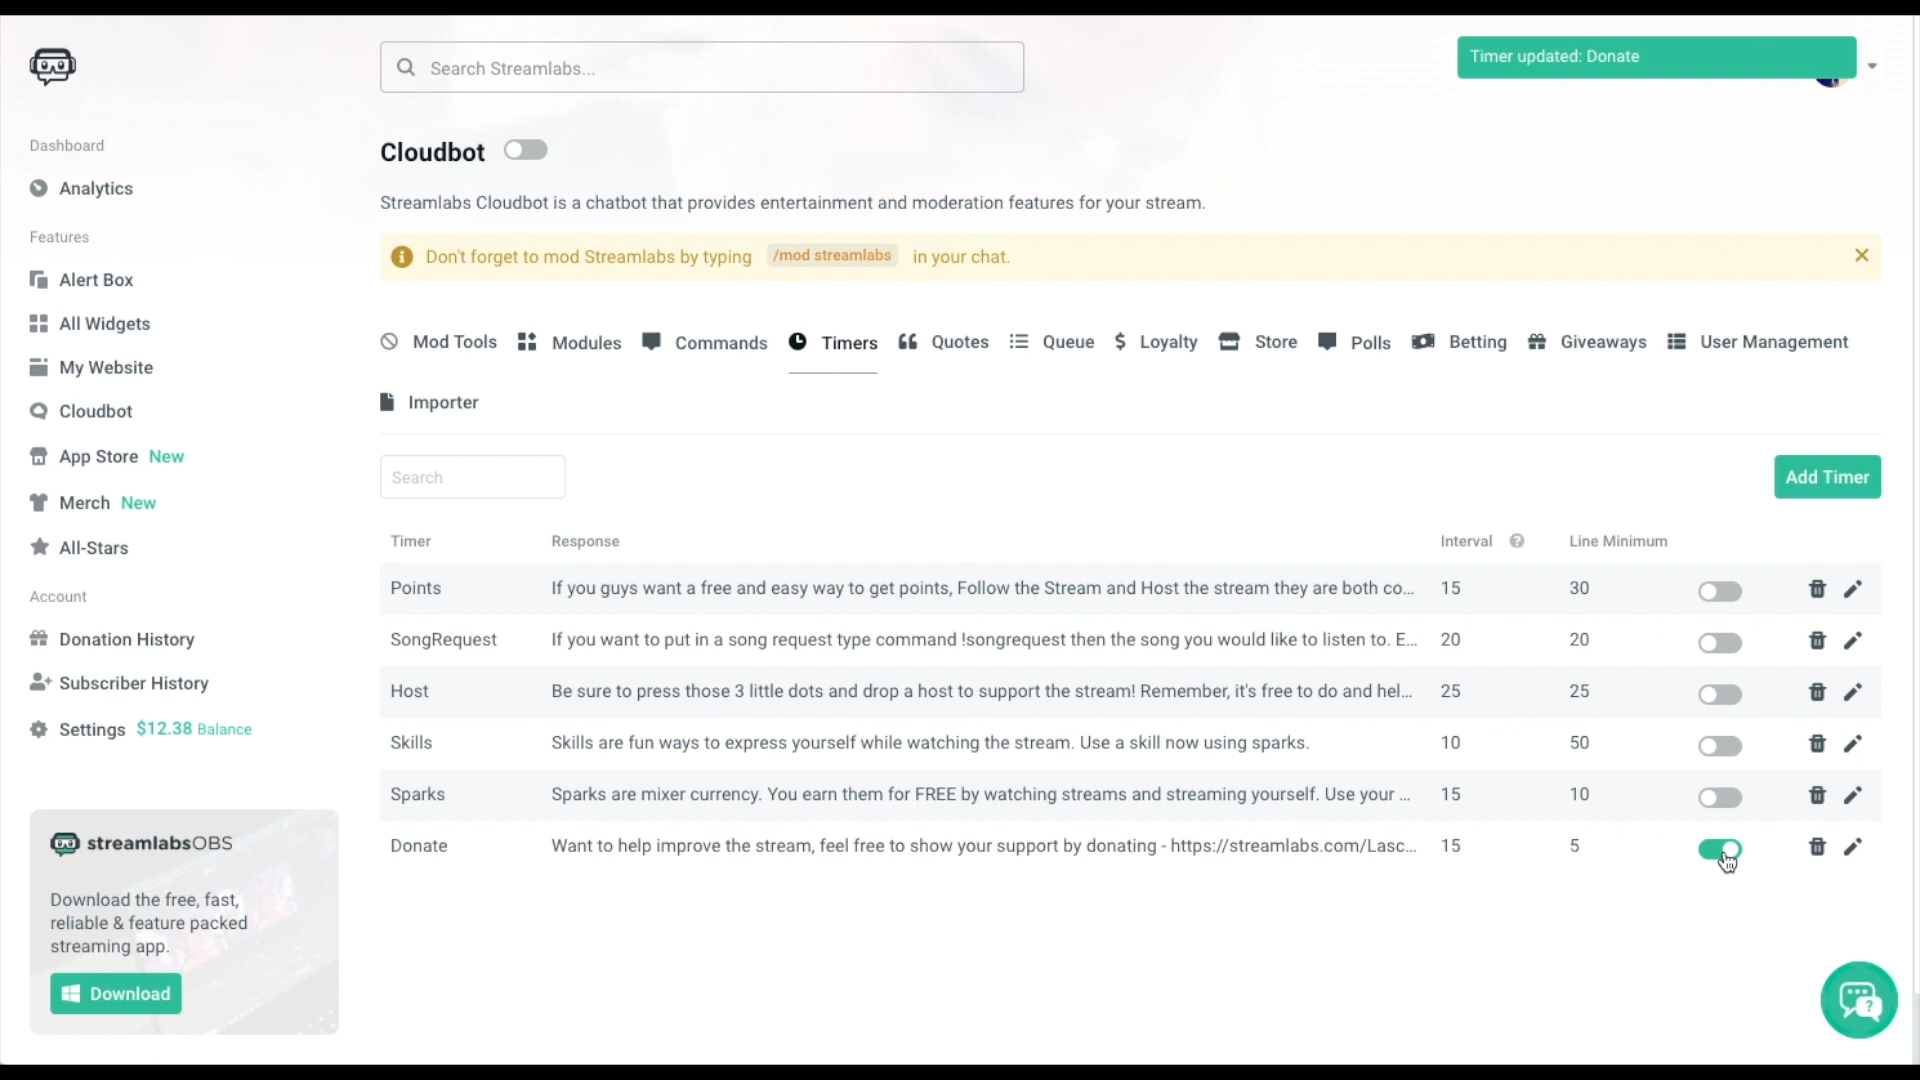 Search Streamlabs...
Timer updated: Donate
Dashboard
Analytics
Features
Alert Box
All Widgets
My Website
Cloudbot
App Store New
Merch New
All-Stars
Account
Donation History
Subscriber History
Settings $12.38 Balance
streamlabsOBS
Download the free, fast,
reliable & feature packed
streaming app.
Download
Cloudbot
Streamlabs Cloudbot is a chatbot that provides entertainment and moderation features for your stream.
Don't forget to mod Streamlabs by typing /mod streamlabs in your chat.
Mod Tools Modules Commands Timers Quotes Queue Loyalty Store Polls Betting Giveaways User Management
Importer
Search
Add Timer
Timer Response Interval Line Minimum
Points If you guys want a free and easy way to get points, Follow the Stream and Host the stream they are both co... 15 30
SongRequest If you want to put in a song request type command !songrequest then the song you would like to listen to. E... 20 20
Host Be sure to press those 3 little dots and drop a host to support the stream! Remember, it's free to do and hel... 25 25
Skills Skills are fun ways to express yourself while watching the stream. Use a skill now using sparks. 10 50
Sparks Sparks are mixer currency. You earn them for FREE by watching streams and streaming yourself. Use your ... 15 10
Donate Want to help improve the stream, feel free to show your support by donating - https://streamlabs.com/Lasc... 15 5